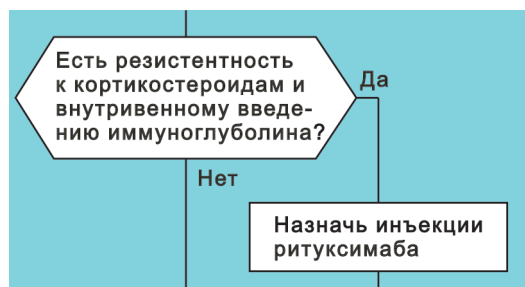 Есть резистентность
к кортикостероидам и
внутривенному введе-
нию иммуноглуболина?
Да
Нет
Назначь инъекции
ритуксимаба